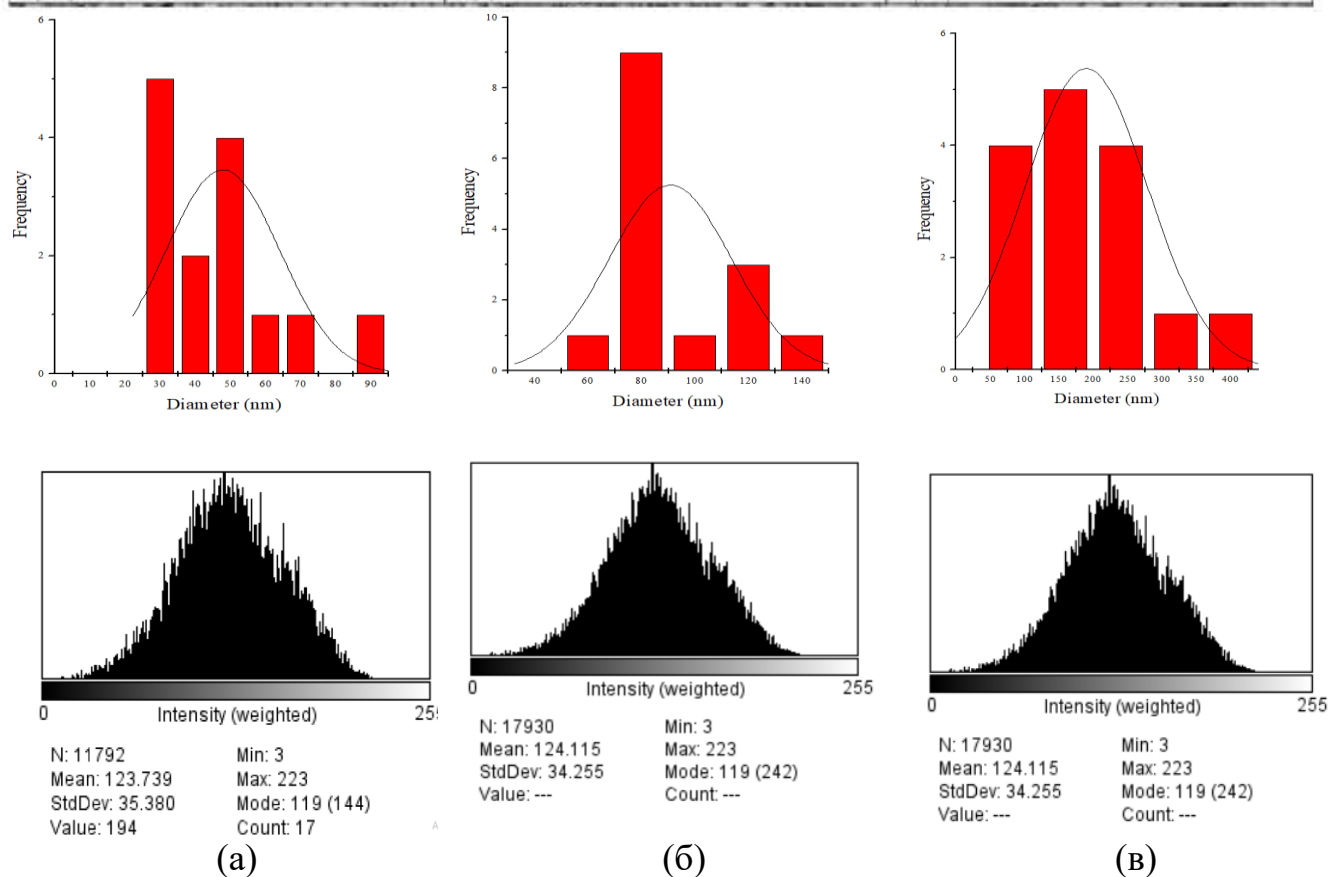 6
4
2
0
Frequency
0 10 20 30 40 50 60 70 80 90
Diameter (nm)
10
8
6
4
2
0
Frequency
40 60 80 100 120 140
Diameter (nm)
6
4
2
0
Frequency
0 50 100 150 200 250 300 350 400
Diameter (nm)
0 255
Intensity (weighted)
N: 11792 Min: 3
Mean: 123.739 Max: 223
StdDev: 35.380 Mode: 119 (144)
Value: 194 Count: 17
(а)
0 255
Intensity (weighted)
N: 17930 Min: 3
Mean: 124.115 Max: 223
StdDev: 34.255 Mode: 119 (242)
Value: --- Count: ---
(б)
0 255
Intensity (weighted)
N: 17930 Min: 3
Mean: 124.115 Max: 223
StdDev: 34.255 Mode: 119 (242)
Value: --- Count: ---
(в)